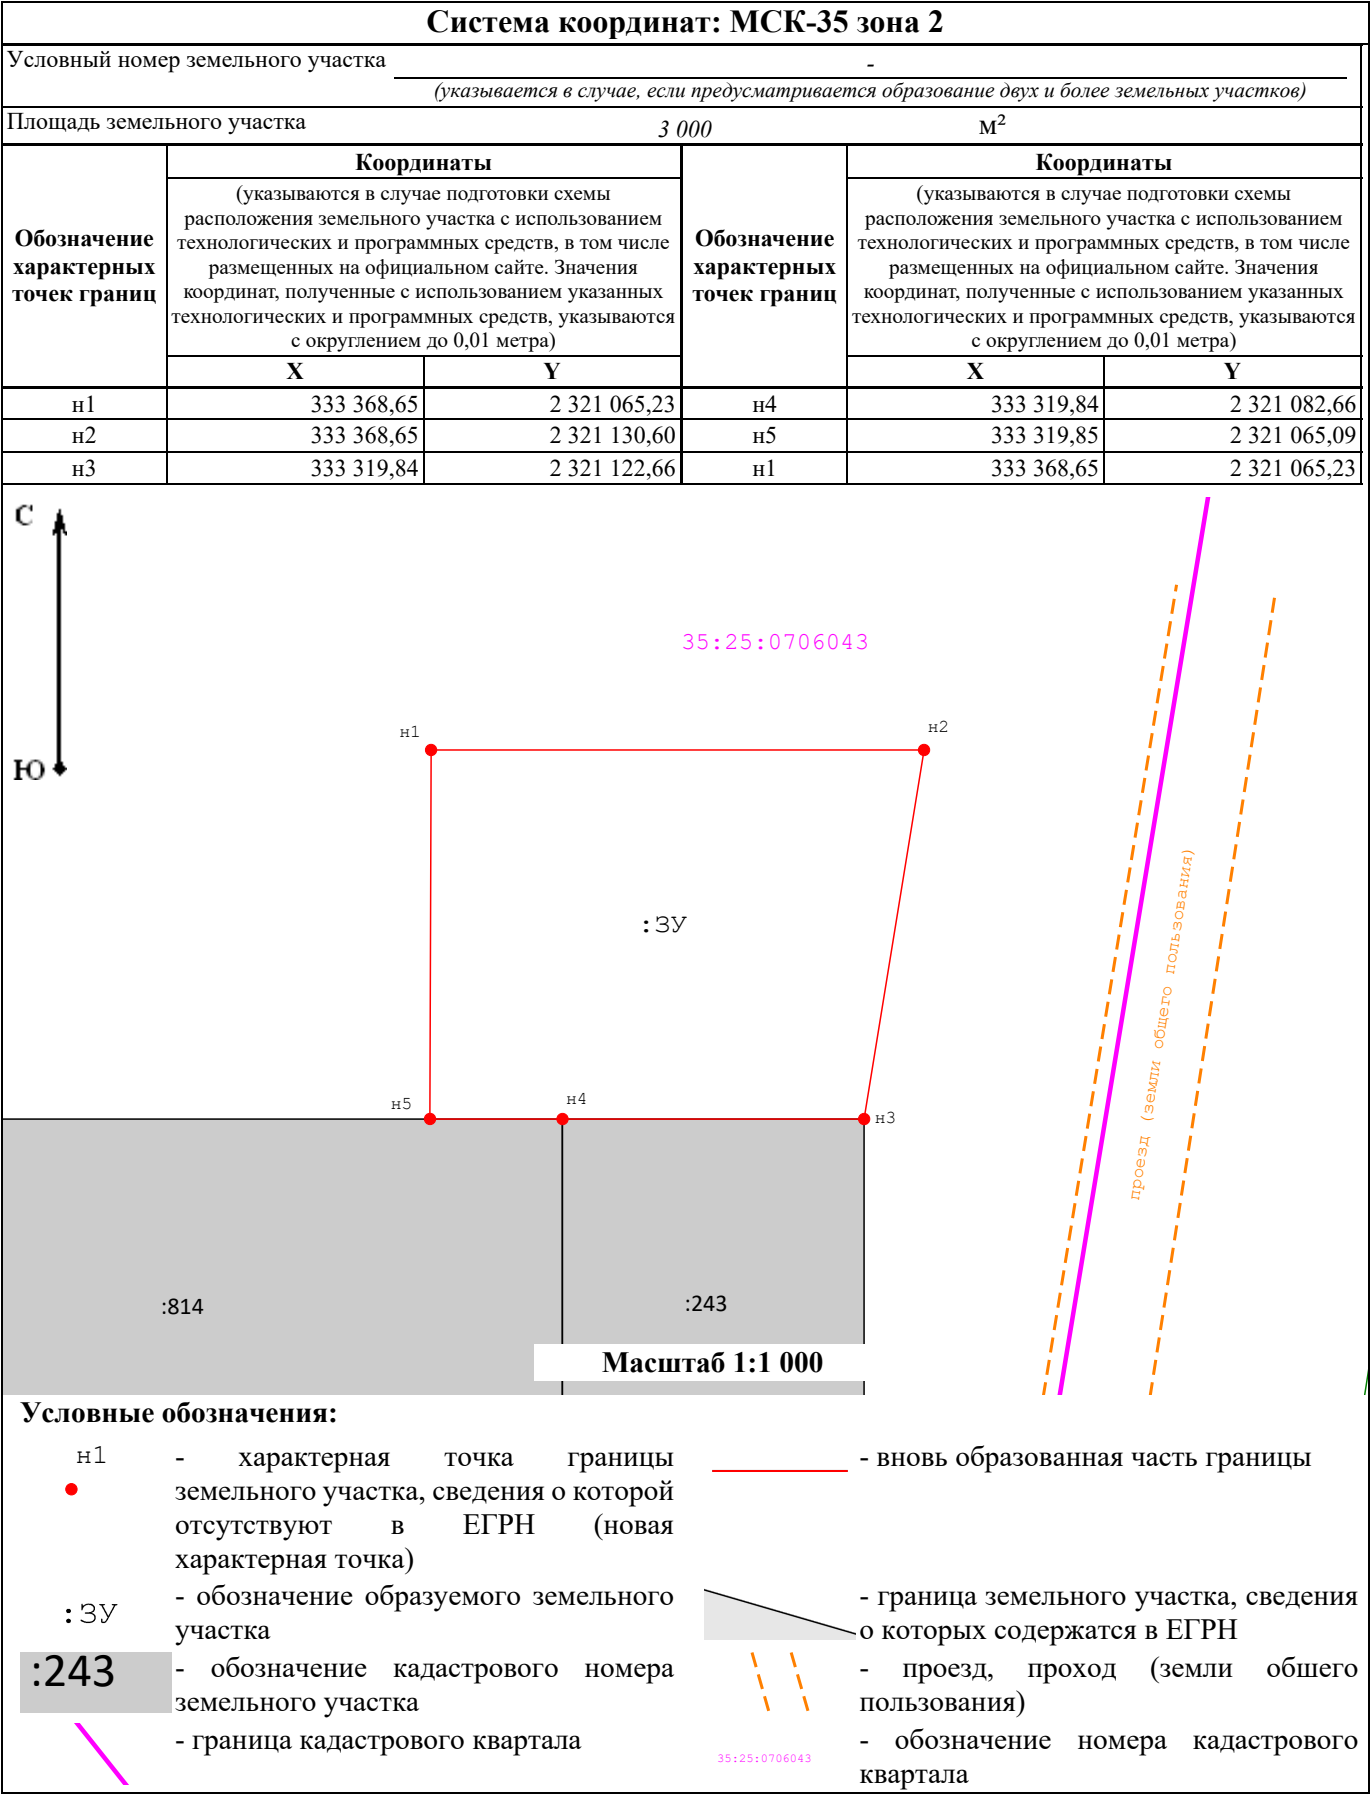 Система координат: МСК-35 зона 2
Условный номер земельного участка -
(указывается в случае, если предусматривается образование двух и более земельных участков)
Площадь земельного участка 3 000 м²
Обозначение
характерных
точек границ
Координаты
(указываются в случае подготовки схемы
расположения земельного участка с использованием
технологических и программных средств, в том числе
размещенных на официальном сайте. Значения
координат, полученные с использованием указанных
технологических и программных средств, указываются
с округлением до 0,01 метра)
X Y
Обозначение
характерных
точек границ
Координаты
(указываются в случае подготовки схемы
расположения земельного участка с использованием
технологических и программных средств, в том числе
размещенных на официальном сайте. Значения
координат, полученные с использованием указанных
технологических и программных средств, указываются
с округлением до 0,01 метра)
X Y
н1 333 368,65 2 321 065,23 н4 333 319,84 2 321 082,66
н2 333 368,65 2 321 130,60 н5 333 319,85 2 321 065,09
н3 333 319,84 2 321 122,66 н1 333 368,65 2 321 065,23
С
35:25:0706043
н1
н2
Ю
:ЗУ
проезд (земли общего пользования)
н5
н4
н3
:814
:243
Масштаб 1:1 000
Условные обозначения:
н1
- характерная точка границы
земельного участка, сведения о которой
отсутствуют в ЕГРН (новая
характерная точка)
- вновь образованная часть границы
:ЗУ
- обозначение образуемого земельного
участка
- граница земельного участка, сведения
о которых содержатся в ЕГРН
:243
- обозначение кадастрового номера
земельного участка
- проезд, проход (земли обшего
пользования)
- граница кадастрового квартала
35:25:0706043
- обозначение номера кадастрового
квартала